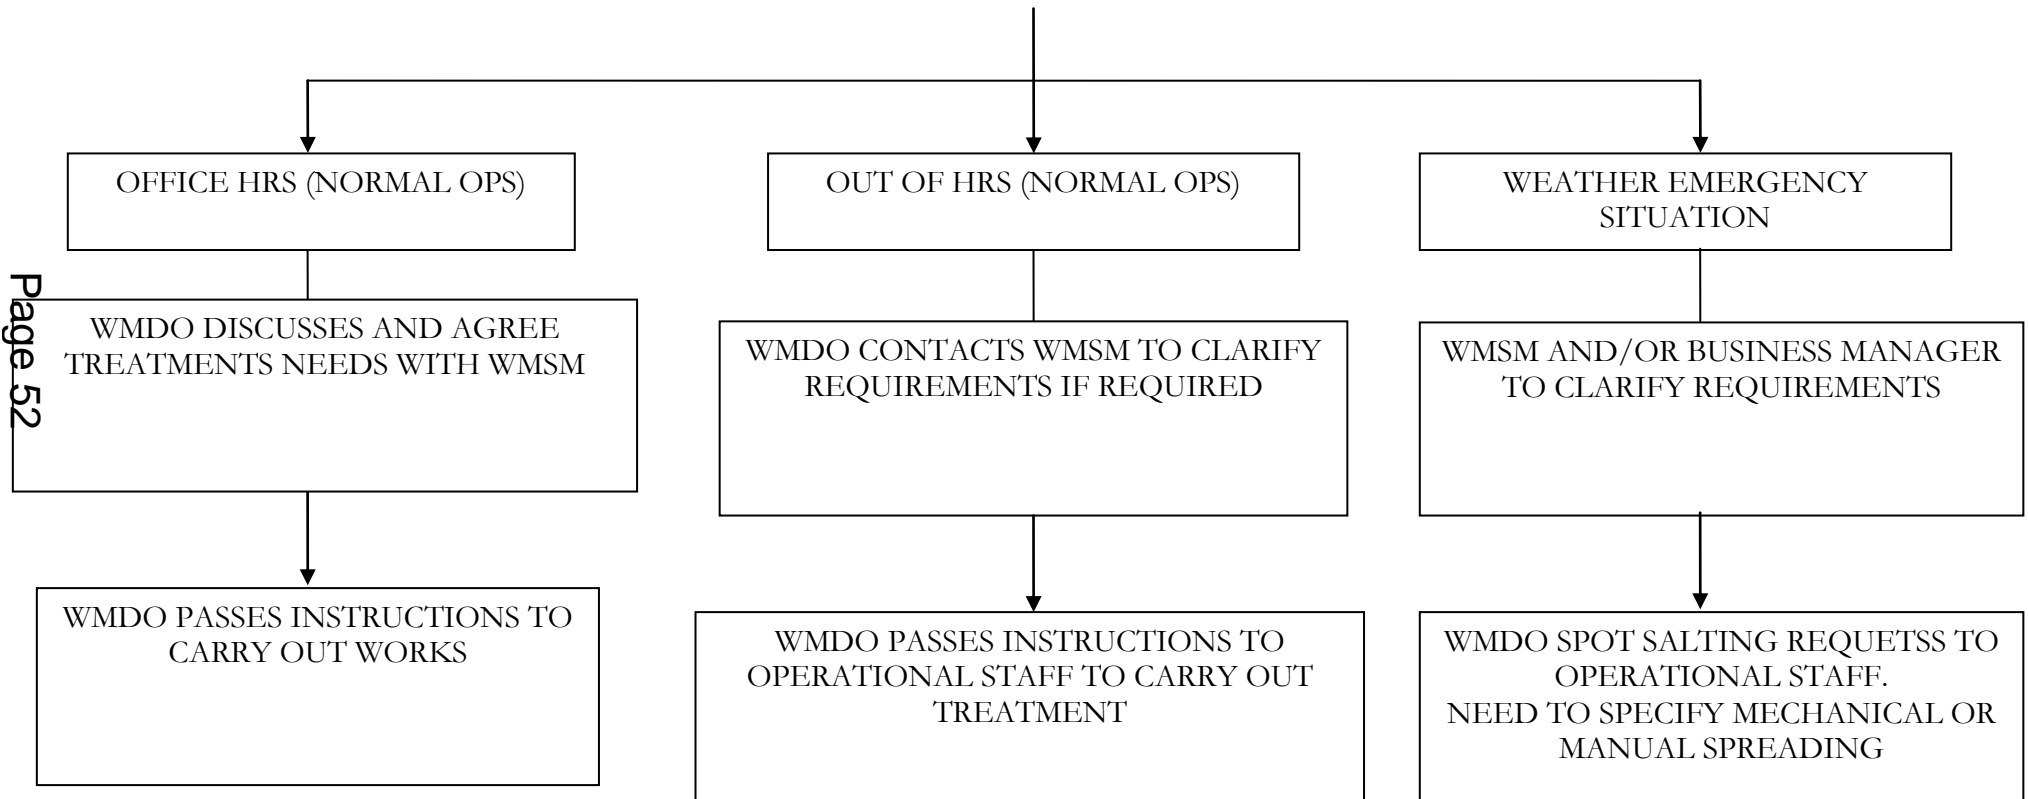 OFFICE HRS (NORMAL OPS)
OUT OF HRS (NORMAL OPS)
WEATHER EMERGENCY
SITUATION
Page 52
WMDO DISCUSSES AND AGREE
TREATMENTS NEEDS WITH WMSM
WMDO CONTACTS WMSM TO CLARIFY
REQUIREMENTS IF REQUIRED
WMSM AND/OR BUSINESS MANAGER
TO CLARIFY REQUIREMENTS
WMDO PASSES INSTRUCTIONS TO
CARRY OUT WORKS
WMDO PASSES INSTRUCTIONS TO
OPERATIONAL STAFF TO CARRY OUT
TREATMENT
WMDO SPOT SALTING REQUETSS TO
OPERATIONAL STAFF.
NEED TO SPECIFY MECHANICAL OR
MANUAL SPREADING